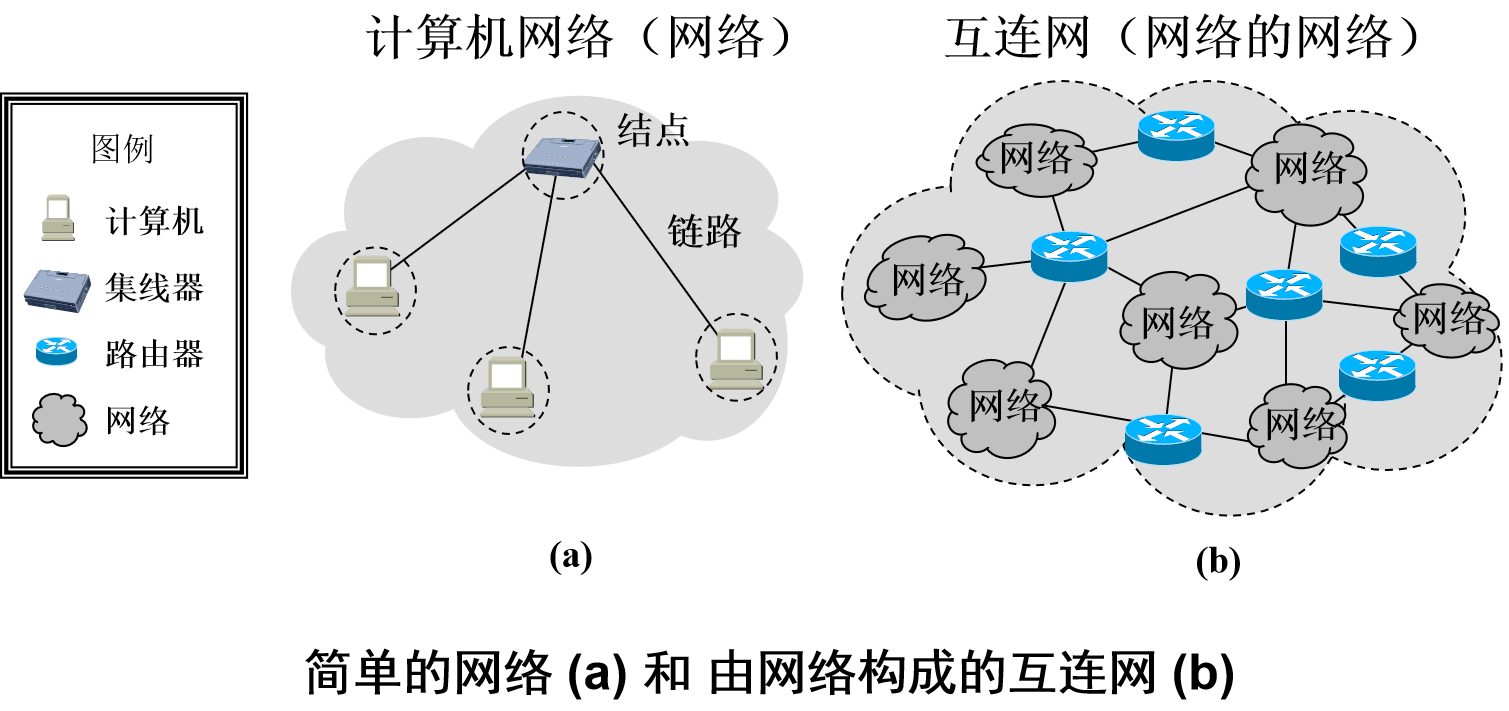 计算机网络（网络）
互连网（网络的网络）
图例
计算机
集线器
路由器
网络
结点
链路
网络
网络
网络
网络
网络
网络
网络
(a)
(b)
简单的网络 (a) 和 由网络构成的互连网 (b)